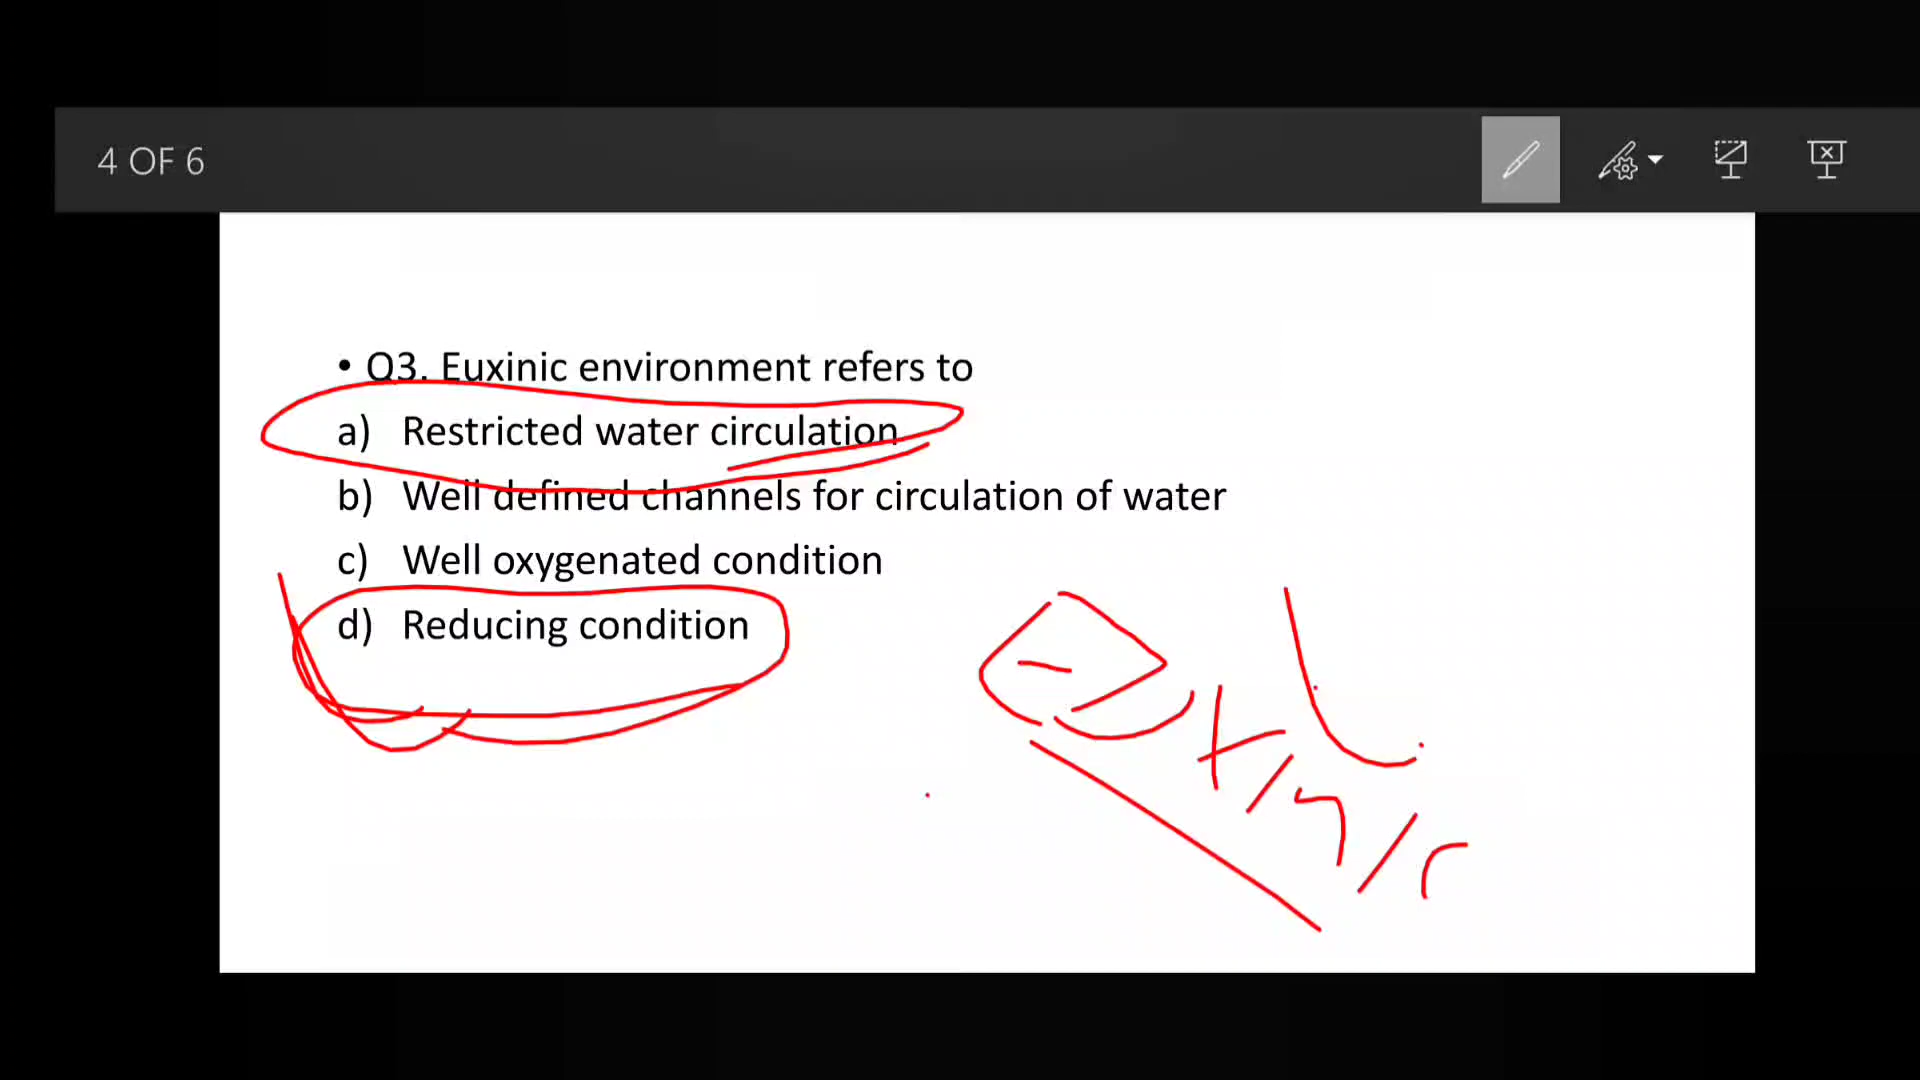 4 OF 6
• Q3. Euxinic environment refers to
a) Restricted water circulation
b) Well defined channels for circulation of water
c) Well oxygenated condition
d) Reducing condition
Euxinic